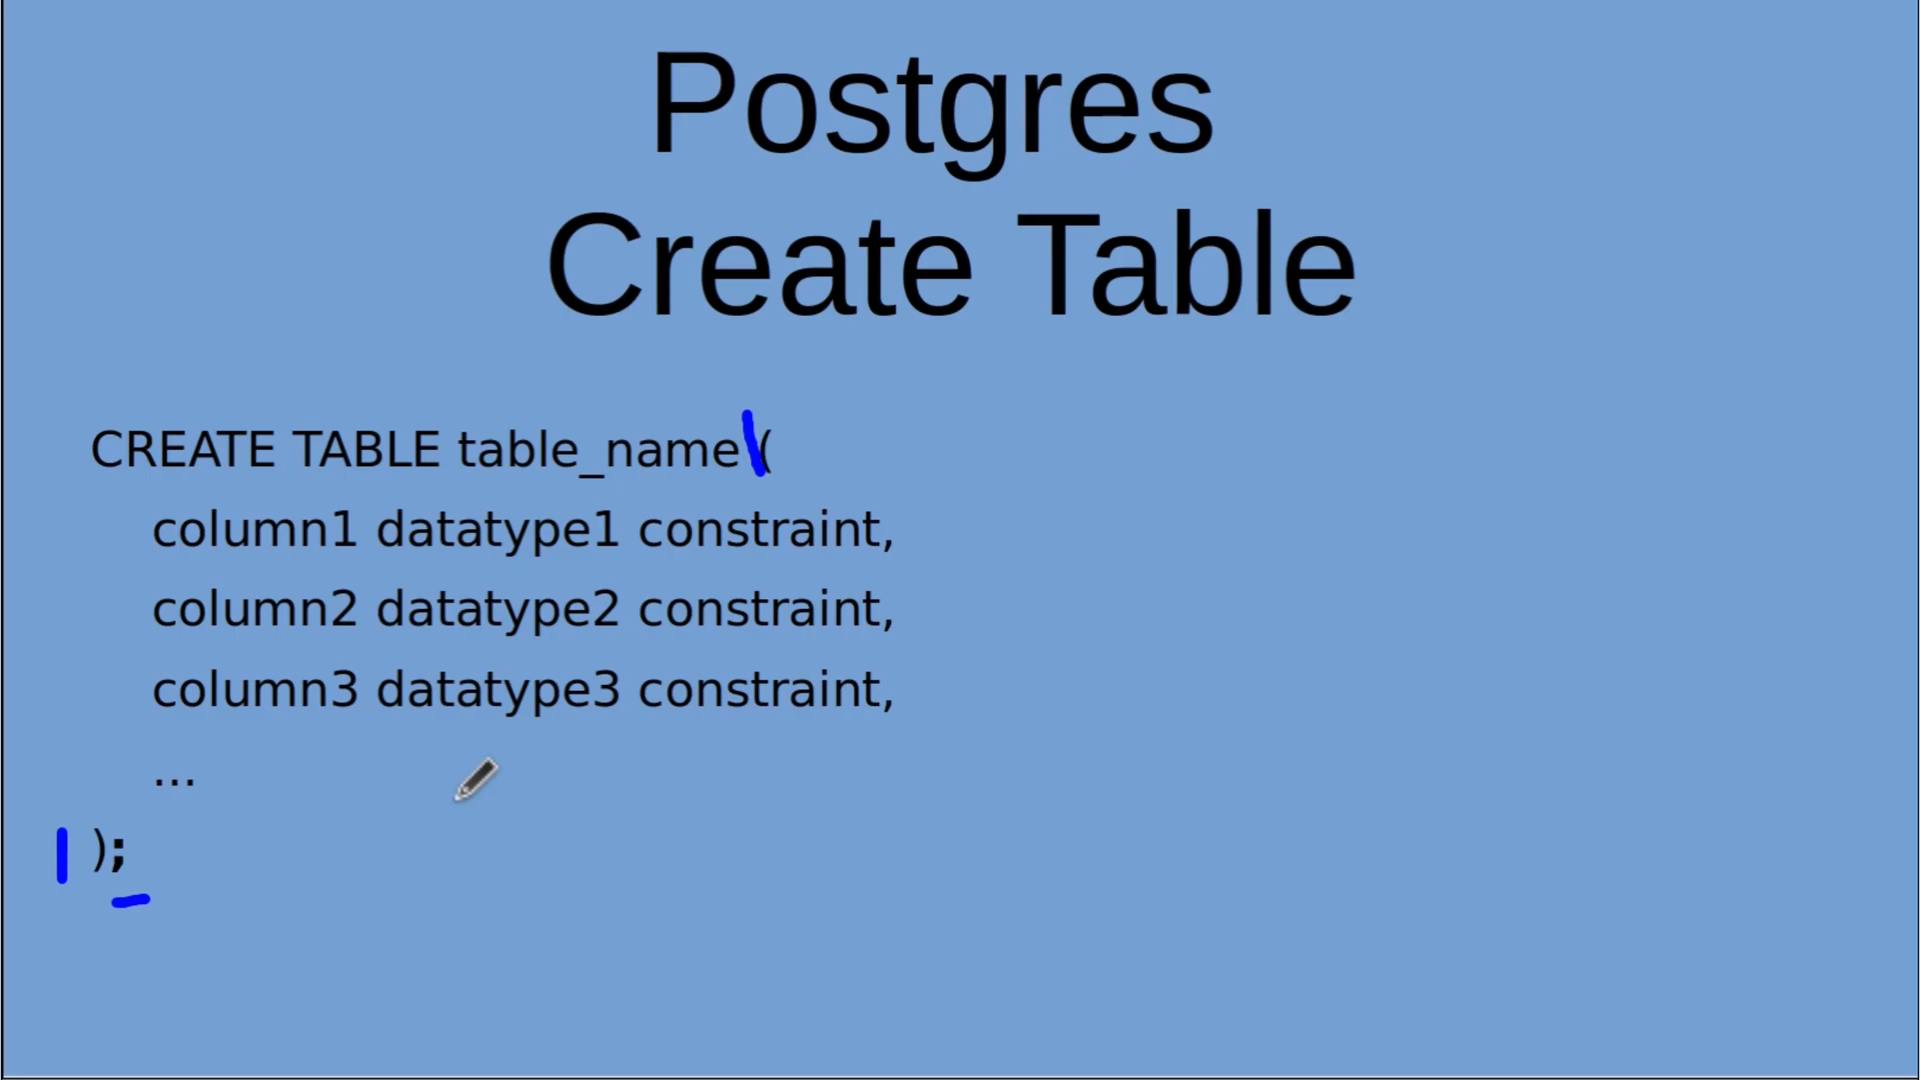 Postgres
Create Table
CREATE TABLE table_name (
column1 datatype1 constraint,
column2 datatype2 constraint,
column3 datatype3 constraint,
...
);